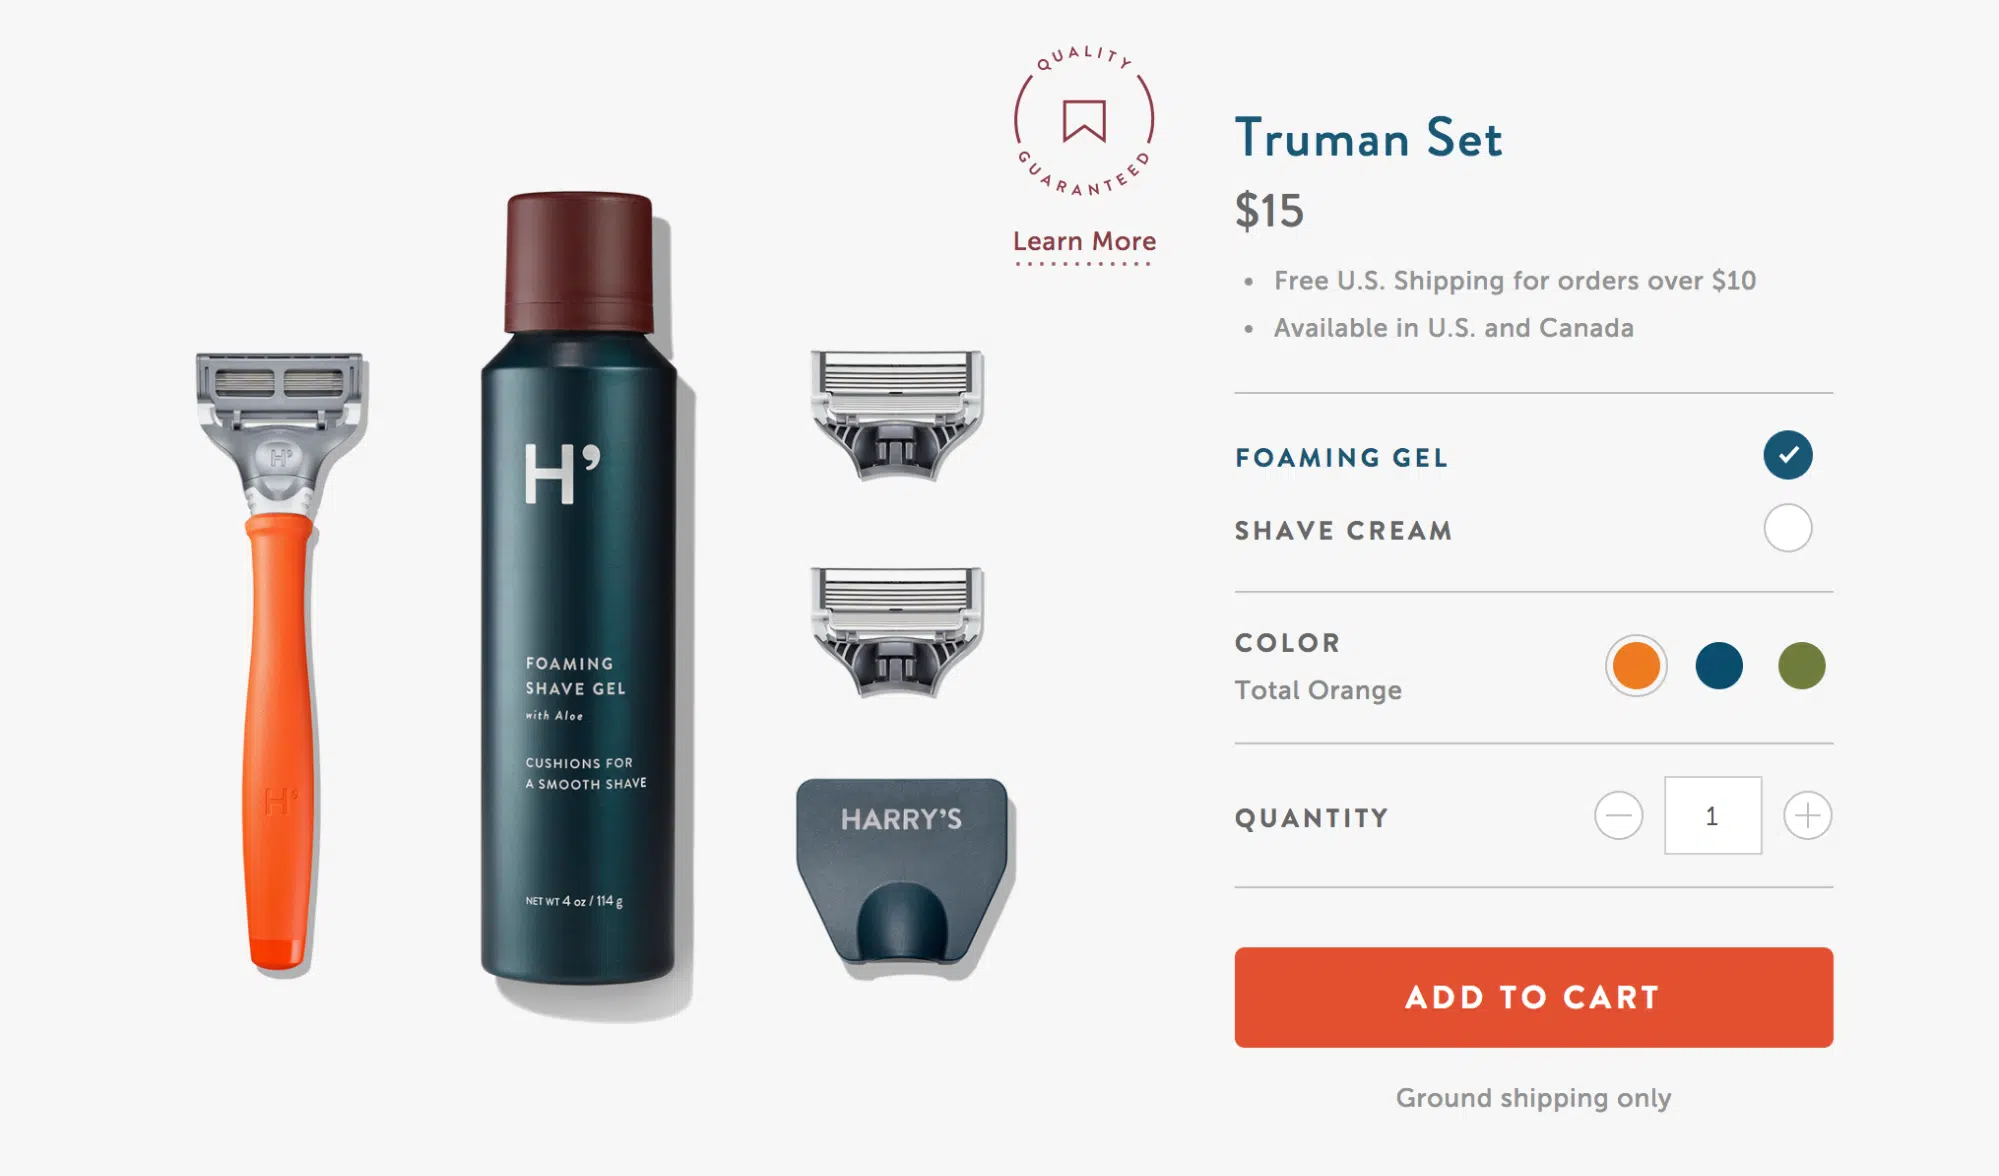 QUALITY
GUARANTEED
Learn More
Truman Set
$15
• Free U.S. Shipping for orders over $10
• Available in U.S. and Canada
FOAMING GEL
SHAVE CREAM
COLOR
Total Orange
QUANTITY
1
ADD TO CART
Ground shipping only
H’
H’
H’
FOAMING
SHAVE GEL
with Aloe
CUSHIONS FOR
A SMOOTH SHAVE
NET WT 4 oz / 114 g
HARRY’S